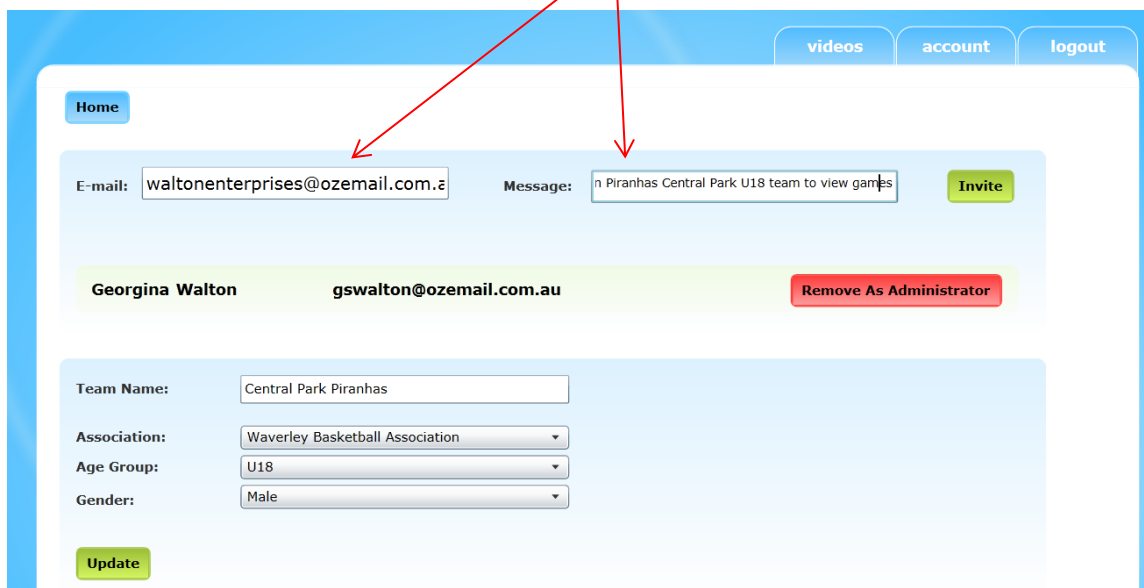 videos account logout
Home
E-mail: waltonenterprises@ozemail.com.a Message: n Piranhas Central Park U18 team to view games Invite
Georgina Walton gswalton@ozemail.com.au Remove As Administrator
Team Name: Central Park Piranhas
Association: Waverley Basketball Association
Age Group: U18
Gender: Male
Update